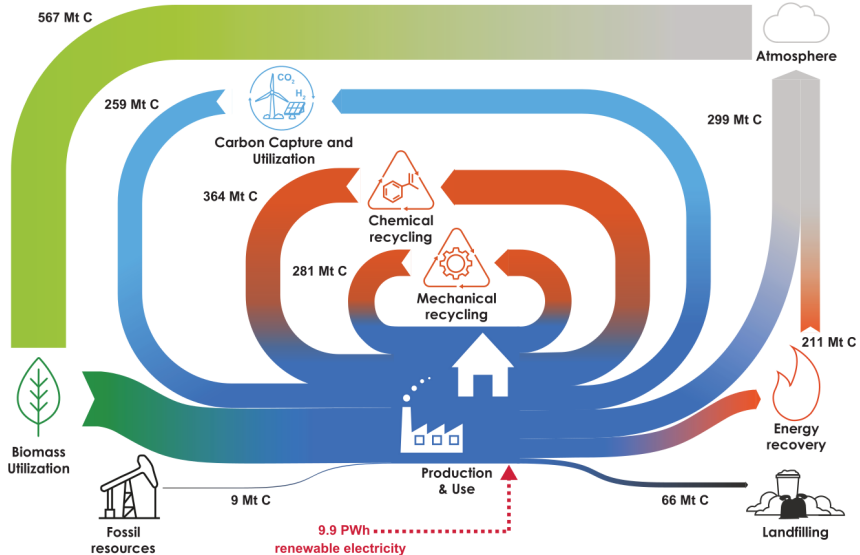 567 Mt C
Atmosphere
CO2
H2
259 Mt C
Carbon Capture and
Utilization
299 Mt C
364 Mt C
Chemical
recycling
281 Mt C
Mechanical
recycling
211 Mt C
Biomass
Utilization
Energy
recovery
Production
& Use
9 Mt C
66 Mt C
Fossil
resources
Landfilling
9.9 PWh
renewable electricity